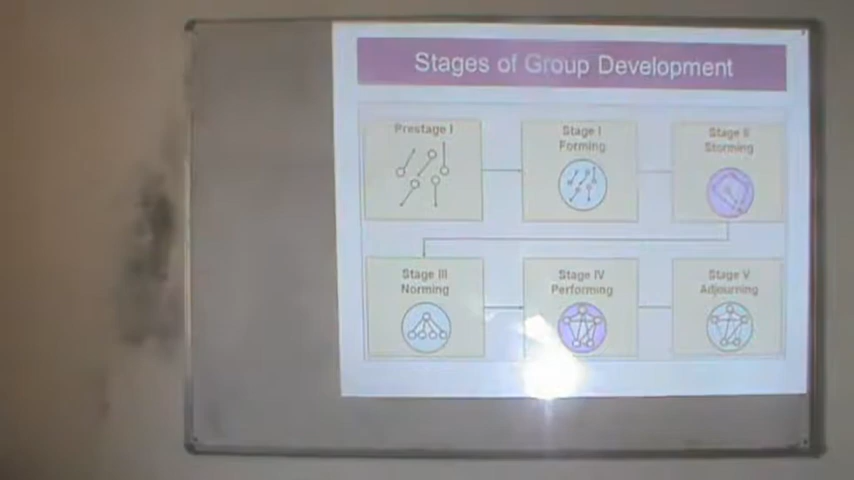 Stages of Group Development
Prestage I
Stage I
Forming
Stage II
Storming
Stage III
Norming
Stage IV
Performing
Stage V
Adjourning